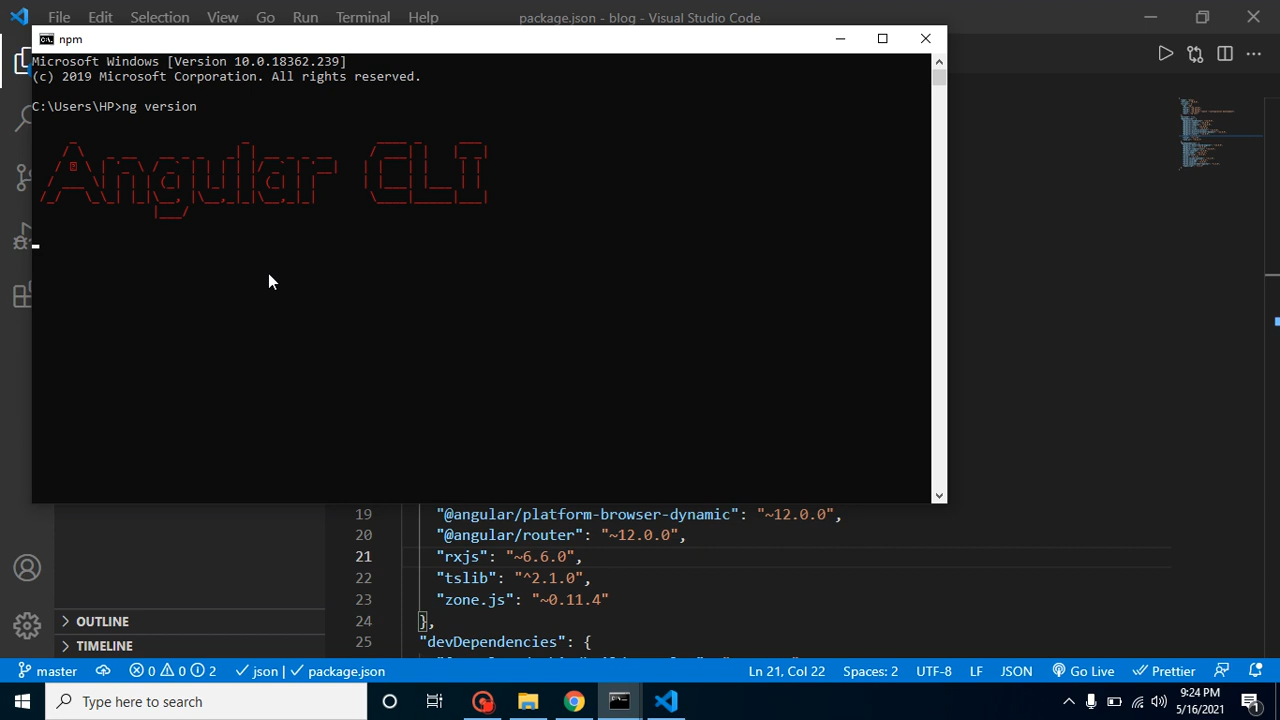 File Edit Selection View Go Run Terminal Help package.json - blog - Visual Studio Code
npm
Microsoft Windows [Version 10.0.18362.239]
(c) 2019 Microsoft Corporation. All rights reserved.
C:\Users\HP>ng version
Angular CLI
19 "@angular/platform-browser-dynamic": "~12.0.0",
20 "@angular/router": "~12.0.0",
21 "rxjs": "~6.6.0",
22 "tslib": "^2.1.0",
23 "zone.js": "~0.11.4"
24 },
25 "devDependencies": {
OUTLINE
TIMELINE
master 0 0 2 json package.json Ln 21, Col 22 Spaces: 2 UTF-8 LF JSON Go Live Prettier
Type here to search
9:24 PM
5/16/2021
1